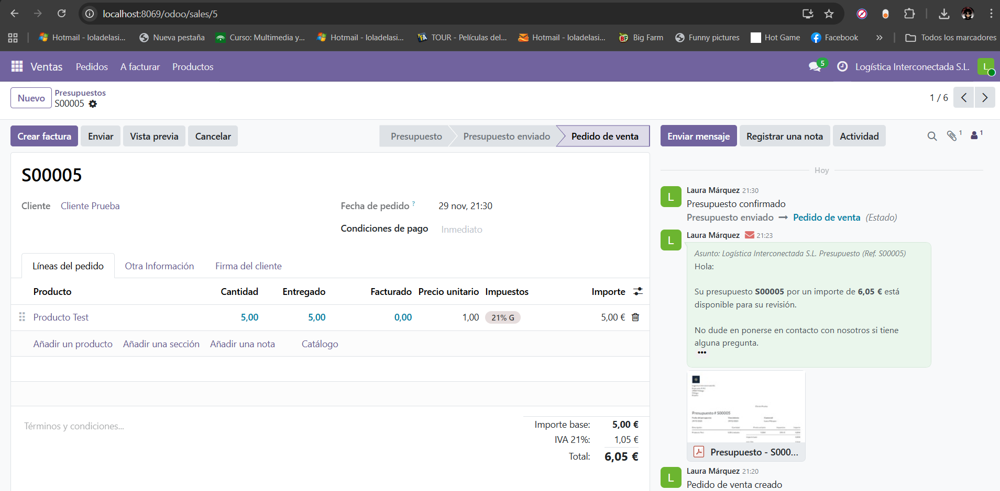 localhost:8069/odoo/sales/5
Hotmail - loladelasi...
Nueva pestaña
Curso: Multimedia y...
Hotmail - loladelasi...
TOUR - Películas del...
Hotmail - loladelasi...
Big Farm
Funny pictures
Hot Game
Facebook
»
Todos los marcadores
Ventas
Pedidos
A facturar
Productos
5
Logística Interconectada S.L.
L
Nuevo
Presupuestos
S00005
1 / 6
Crear factura
Enviar
Vista previa
Cancelar
Presupuesto
Presupuesto enviado
Pedido de venta
Enviar mensaje
Registrar una nota
Actividad
1
1
S00005
Cliente
Cliente Prueba
Fecha de pedido ?
29 nov, 21:30
Condiciones de pago
Inmediato
Líneas del pedido
Otra Información
Firma del cliente
Producto
Cantidad
Entregado
Facturado
Precio unitario
Impuestos
Importe
Producto Test
5,00
5,00
0,00
1,00
21% G
5,00 €
Añadir un producto
Añadir una sección
Añadir una nota
Catálogo
Términos y condiciones...
Importe base: 5,00 €
IVA 21%: 1,05 €
Total: 6,05 €
Hoy
L
Laura Márquez 21:30
Presupuesto confirmado
Presupuesto enviado → Pedido de venta (Estado)
L
Laura Márquez 21:23
Asunto: Logística Interconectada S.L. Presupuesto (Ref. S00005)
Hola:
Su presupuesto S00005 por un importe de 6,05 € está
disponible para su revisión.
No dude en ponerse en contacto con nosotros si tiene
alguna pregunta.
•••
Presupuesto # S00005
Presupuesto - S000...
L
Laura Márquez 21:20
Pedido de venta creado